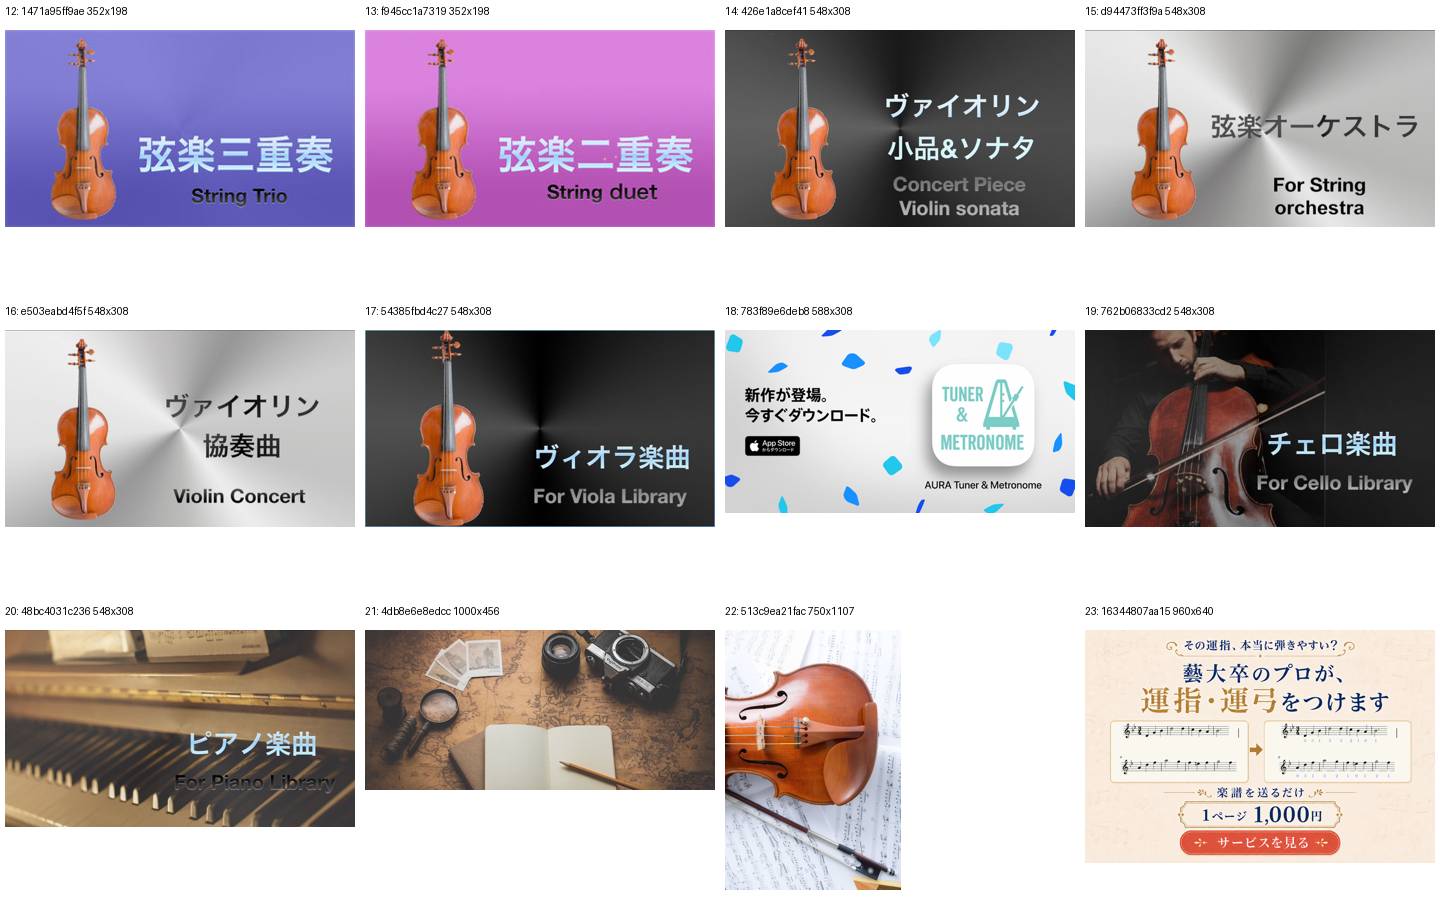 12: 1471a95ff9ae 352x198
弦楽三重奏
String Trio
13: f945cc1a7319 352x198
弦楽二重奏
String duet
14: 426e1a8cef41 548x308
ヴァイオリン
小品&ソナタ
Concert Piece
Violin sonata
15: d94473ff3f9a 548x308
弦楽オーケストラ
For String
orchestra
16: e503eabd4f5f 548x308
ヴァイオリン
協奏曲
Violin Concert
17: 54385fbd4c27 548x308
ヴィオラ楽曲
For Viola Library
18: 783f89e6deb8 588x308
新作が登場。
今すぐダウンロード。
App Store
からダウンロード
TUNER
&
METRONOME
AURA Tuner & Metronome
19: 762b06833cd2 548x308
チェロ楽曲
For Cello Library
20: 48bc4031c236 548x308
ピアノ楽曲
For Piano Library
21: 4db8e6e8edcc 1000x456
22: 513c9ea21fac 750x1107
23: 16344807aa15 960x640
その運指、本当に弾きやすい?
藝大卒のプロが、
運指・運弓をつけます
楽譜を送るだけ
1ページ 1,000円
サービスを見る